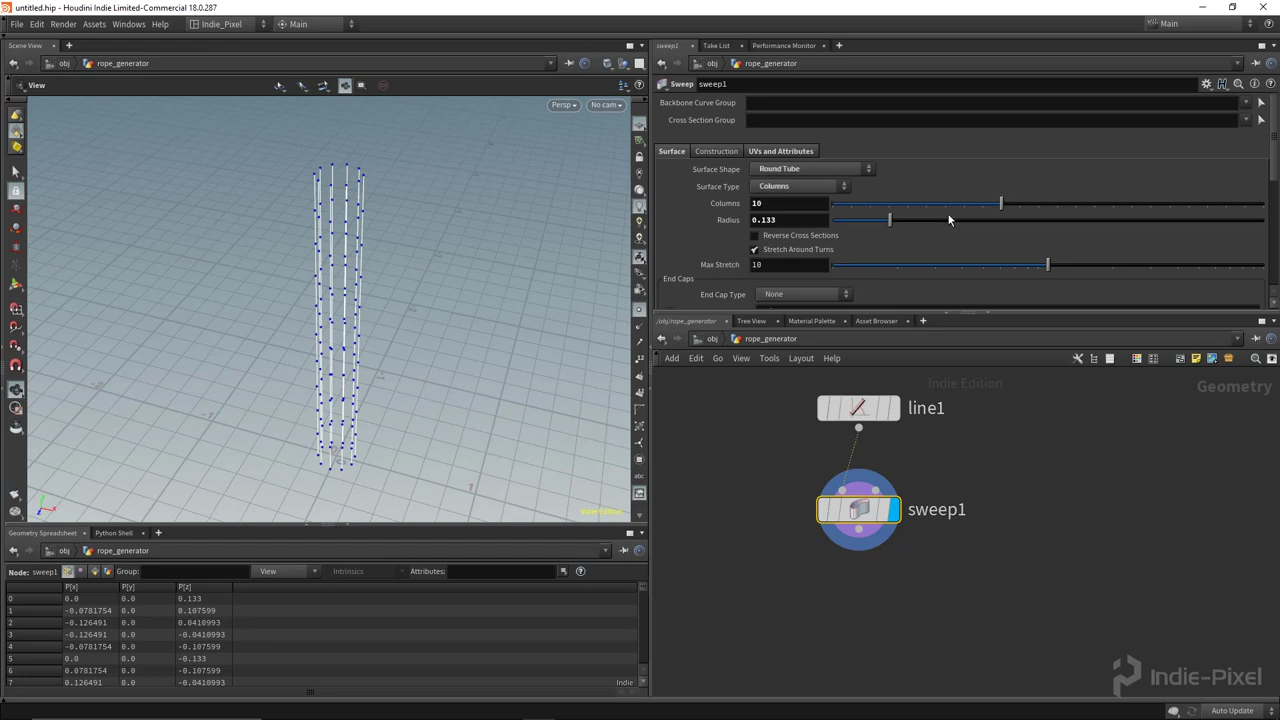 untitled.hip - Houdini Indie Limited-Commercial 18.0.287
File Edit Render Assets Windows Help Indie_Pixel Main Main
Scene View
obj rope_generator
View
Persp No cam
Indie Edition
abc
Geometry Spreadsheet Python Shell
obj rope_generator
Node: sweep1 Group: View Intrinsics Attributes:
P[x] P[y] P[z]
0 0.0 0.0 0.133
1 -0.0781754 0.0 0.107599
2 -0.126491 0.0 0.0410993
3 -0.126491 0.0 -0.0410993
4 -0.0781754 0.0 -0.107599
5 0.0 0.0 -0.133
6 0.0781754 0.0 -0.107599
7 0.126491 0.0 -0.0410993
Indie
sweep1 Take List Performance Monitor
obj rope_generator
Sweep sweep1
Backbone Curve Group
Cross Section Group
Surface Construction UVs and Attributes
Surface Shape Round Tube
Surface Type Columns
Columns 10
Radius 0.133
Reverse Cross Sections
Stretch Around Turns
Max Stretch 10
End Caps
End Cap Type None
/obj/rope_generator Tree View Material Palette Asset Browser
obj rope_generator
Add Edit Go View Tools Layout Help
Indie Edition
Geometry
line1
sweep1
Indie-Pixel
Auto Update